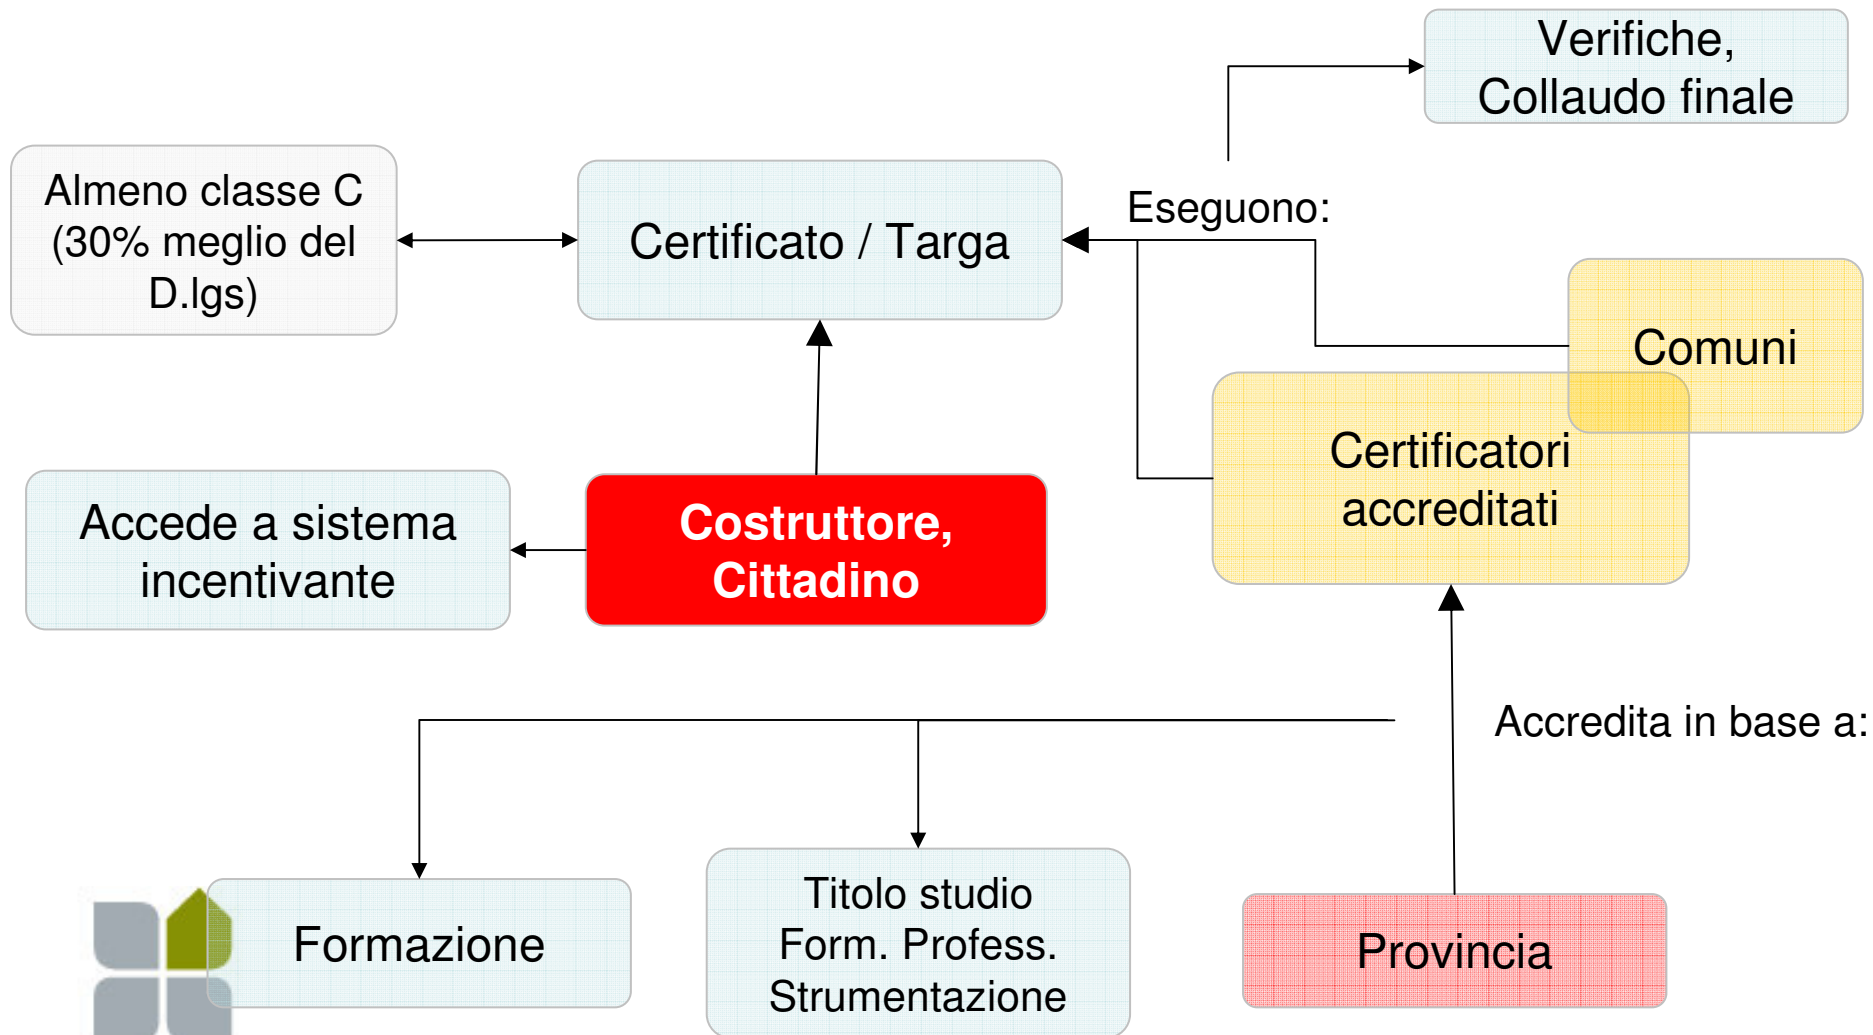 Verifiche,
Collaudo finale
Almeno classe C
(30% meglio del
D.lgs)
Certificato / Targa
Eseguono:
Comuni
Certificatori
accreditati
Accede a sistema
incentivante
Costruttore,
Cittadino
Accredita in base a:
Formazione
Titolo studio
Form. Profess.
Strumentazione
Provincia